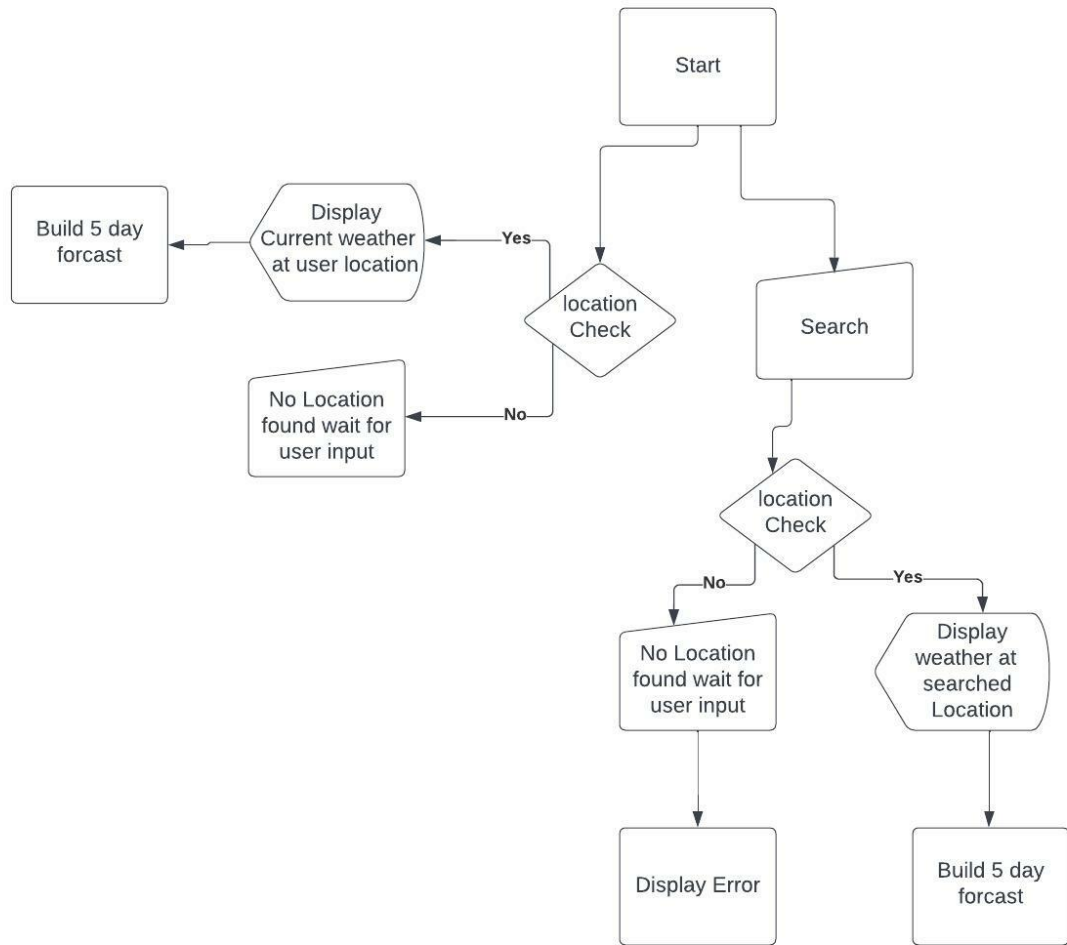 Start
Build 5 day
forcast
Display
Current weather
at user location
Yes
location
Check
Search
No Location
found wait for
user input
No
location
Check
No
Yes
No Location
found wait for
user input
Display
weather at
searched
Location
Display Error
Build 5 day
forcast